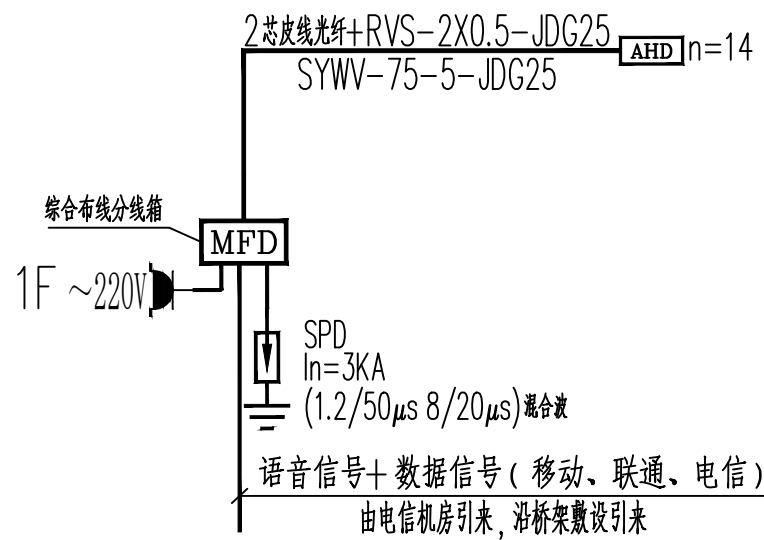 2芯皮线光纤+RVS-2X0.5-JDG25
AHD n=14
SYWV-75-5-JDG25
综合布线分线箱
MFD
1F ~220V
SPD
In=3KA
(1.2/50μs 8/20μs)混合波
语音信号+数据信号(移动、联通、电信)
由电信机房引来,沿桥架敷设引来